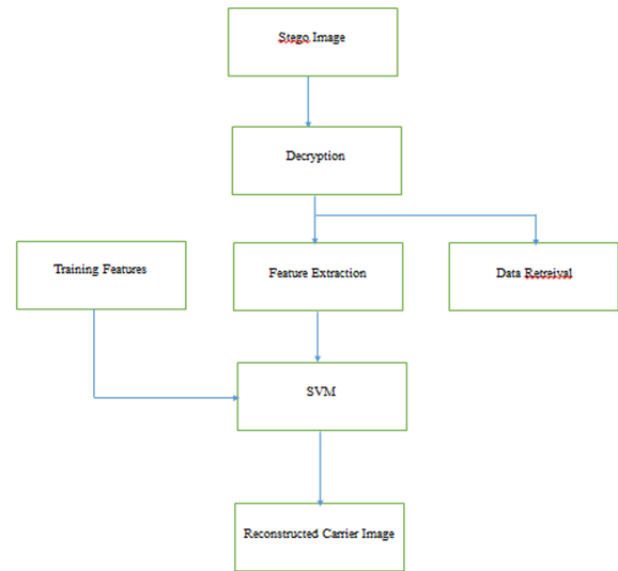 Stego Image
Decryption
Training Features
Feature Extraction
Data Retreival
SVM
Reconstructed Carrier Image